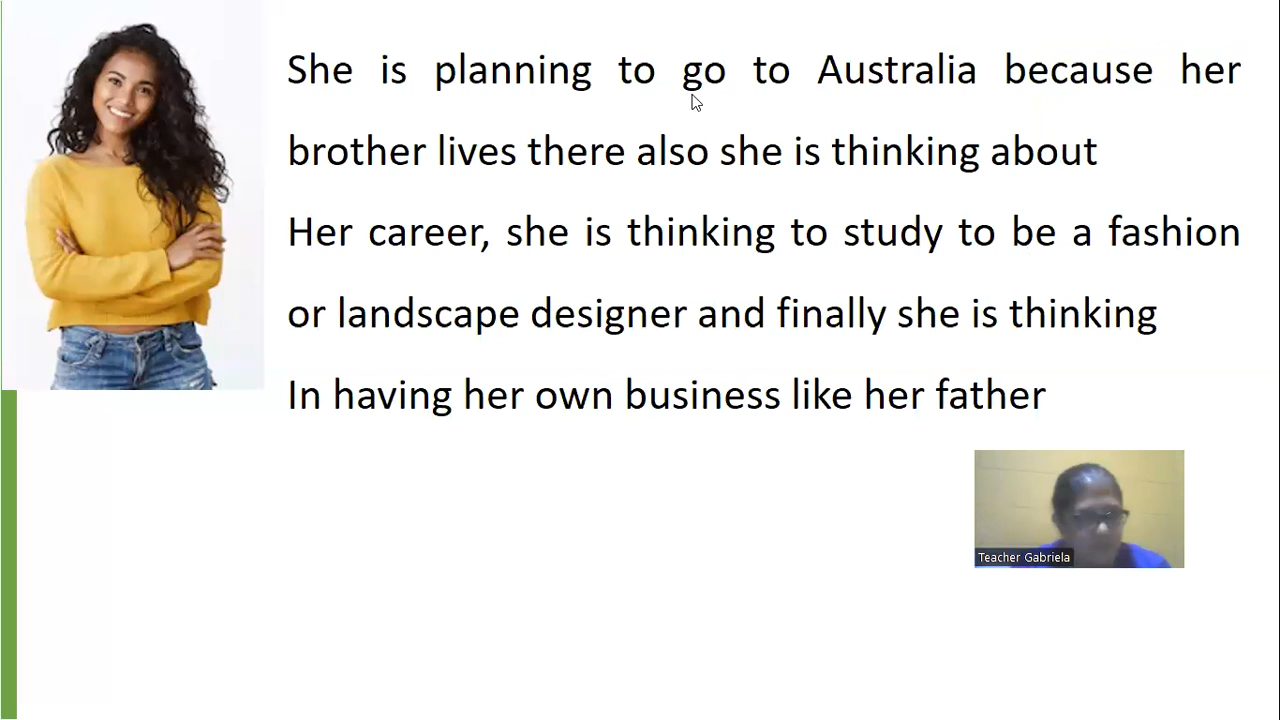 She is planning to go to Australia because her
brother lives there also she is thinking about
Her career, she is thinking to study to be a fashion
or landscape designer and finally she is thinking
In having her own business like her father
Teacher Gabriela